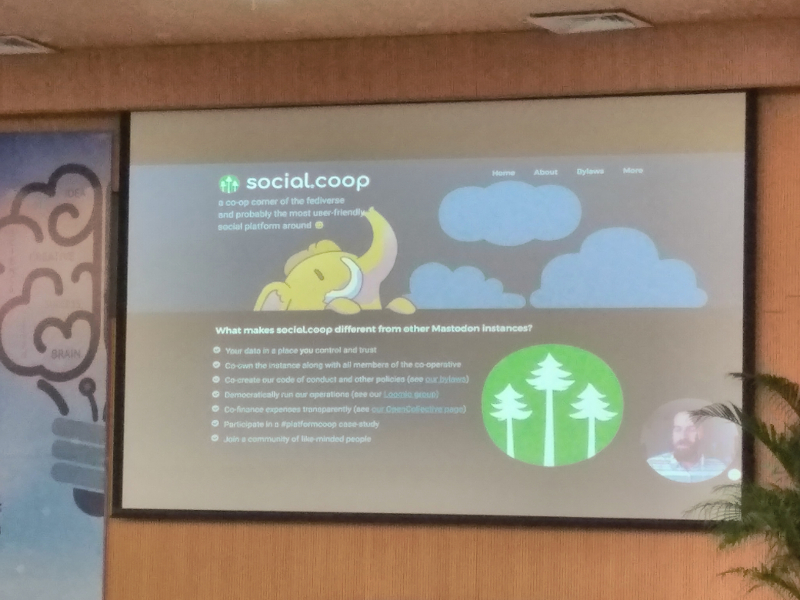 social.coop
Home About Bylaws More
a co-op corner of the fediverse
and probably the most user-friendly
social platform around
What makes social.coop different from other Mastodon instances?
Your data in a place you control and trust
Co-own the instance along with all members of the co-operative
Co-create our code of conduct and other policies (see our bylaws)
Democratically run our operations (see our Loomio group)
Co-finance expenses transparently (see our OpenCollective page)
Participate in a #platformcoop case-study
Join a community of like-minded people
IDEA
BRAIN